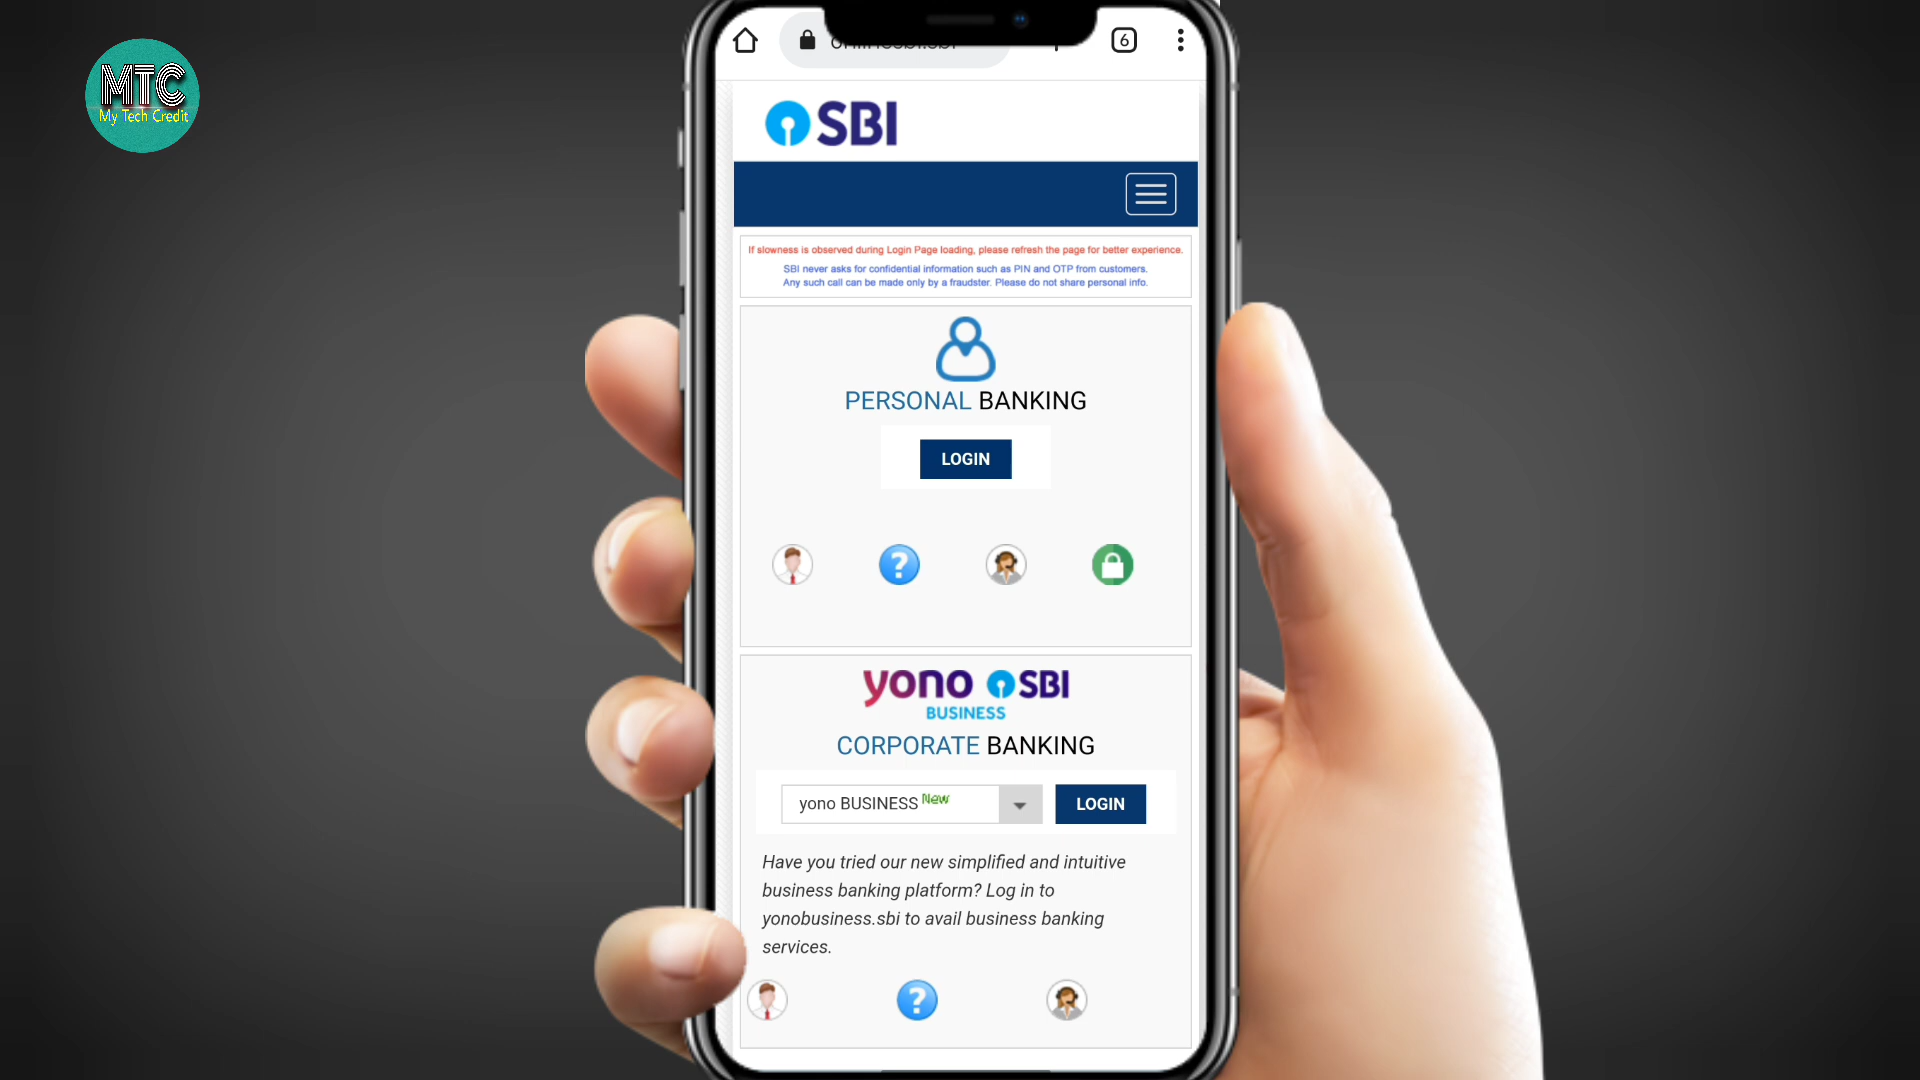 MTC
My Tech Credit
6
SBI
If slowness is observed during Login Page loading, please refresh the page for better experience.
SBI never asks for confidential information such as PIN and OTP from customers.
Any such call can be made only by a fraudster. Please do not share personal info.
PERSONAL BANKING
LOGIN
?
yono SBI
BUSINESS
CORPORATE BANKING
yono BUSINESS New
LOGIN
Have you tried our new simplified and intuitive
business banking platform? Log in to
yonobusiness.sbi to avail business banking
services.
?